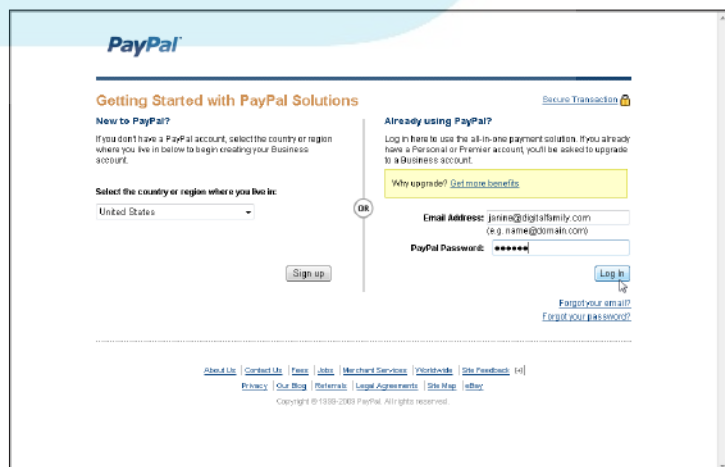 PayPal
Getting Started with PayPal Solutions
Secure Transaction
New to PayPal?
If you don't have a PayPal account, select the country or region
where you live in below to begin creating your Business
account.
Select the country or region where you live in:
United States
Sign up
OR
Already using PayPal?
Log in here to use the all-in-one payment solution. If you already
have a Personal or Premier account, you'll be asked to upgrade
to a Business account.
Why upgrade? Get more benefits
Email Address: janine@digitalfamily.com
(e.g. name@domain.com)
PayPal Password: ●●●●●●
Log In
Forgot your email?
Forgot your password?
About Us | Contact Us | Fees | Jobs | Merchant Services | Worldwide | Site Feedback [+]
Privacy | Our Blog | Referrals | Legal Agreements | Site Map | eBay
Copyright © 1999-2009 PayPal. All rights reserved.